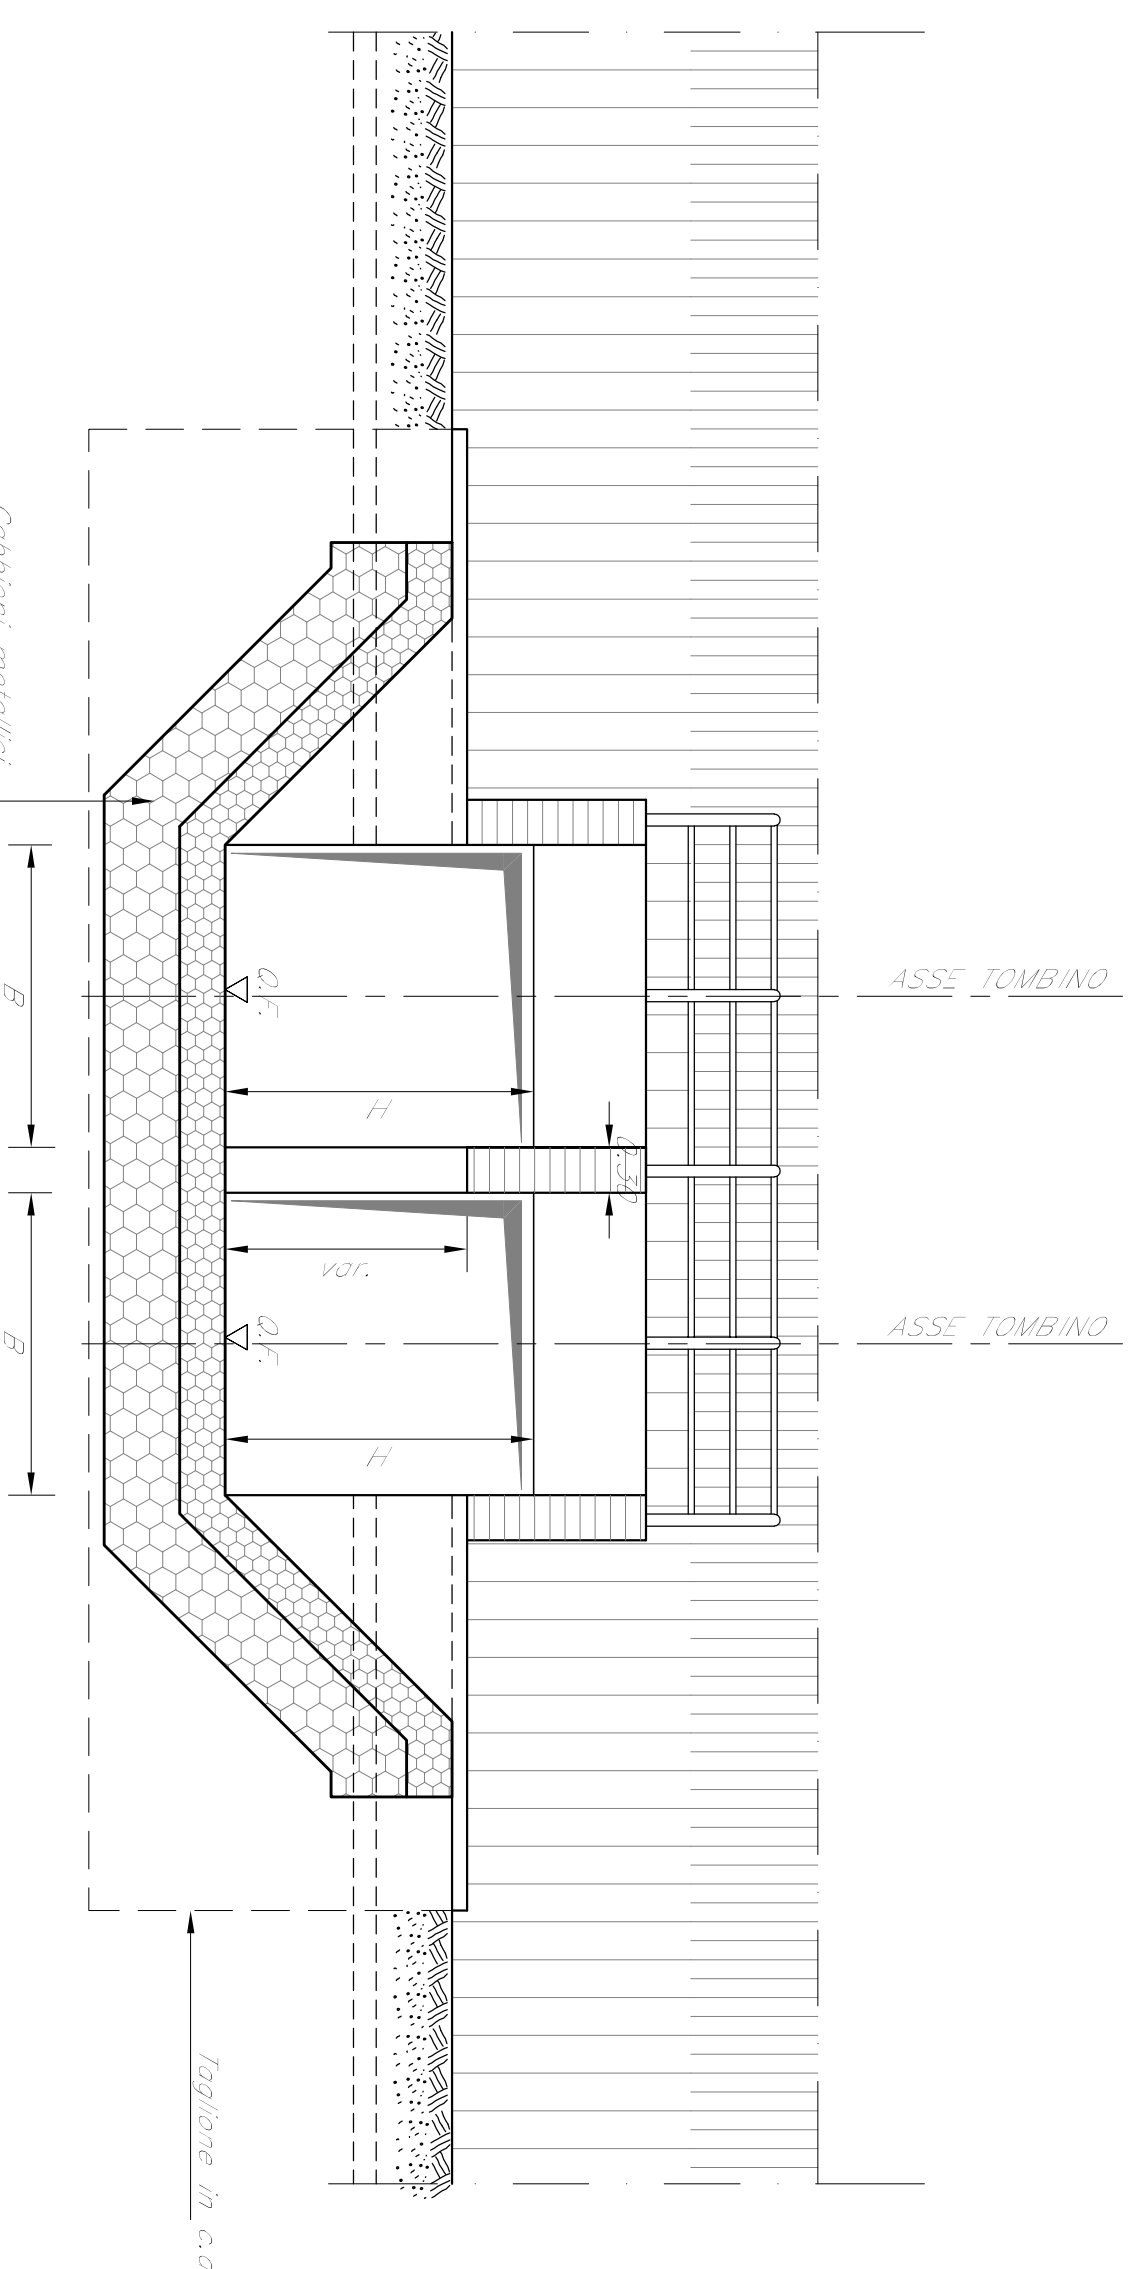 ASSE TOMBINO
ASSE TOMBINO
0.30
H
H
var.
Q.F.
Q.F.
B
B
Gabbioni metallici
Taglione in c.a